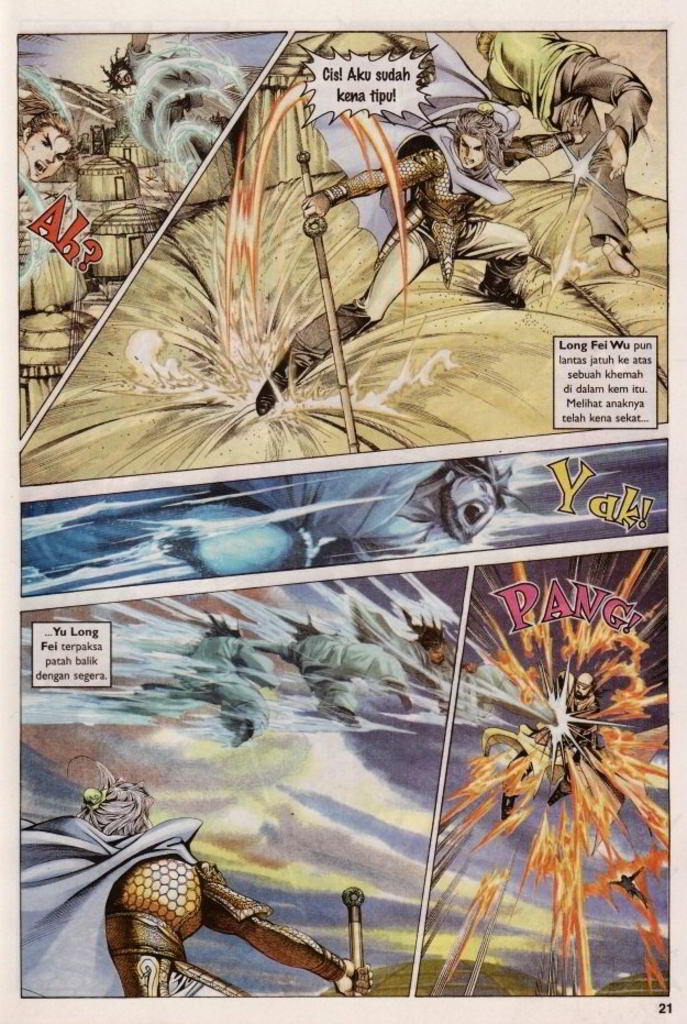 Cis! Aku sudah
kena tipu!
Ah?
Long Fei Wu pun
lantas jatuh ke atas
sebuah khemah
di dalam kem itu.
Melihat anaknya
telah kena sekat...
Yak!
...Yu Long
Fei terpaksa
patah balik
dengan segera.
PANG!
21